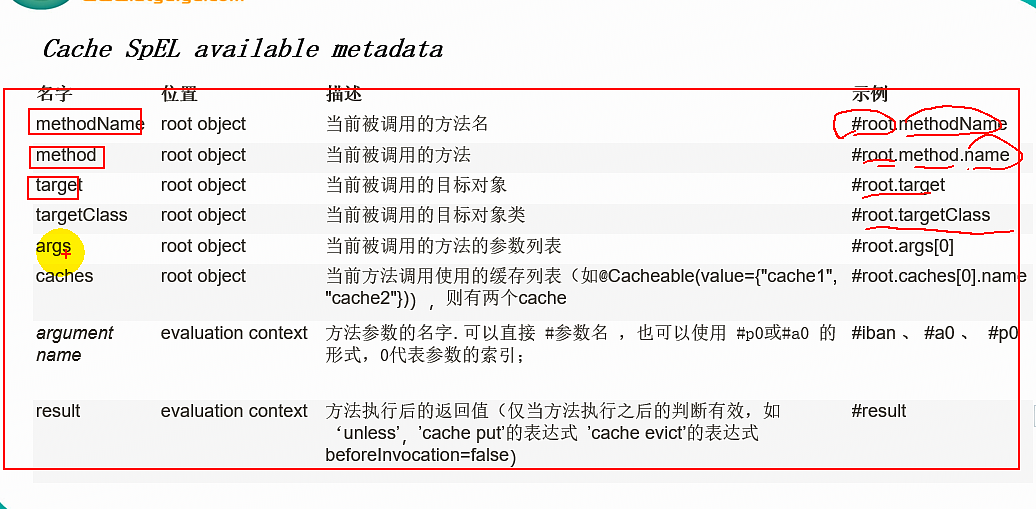 Cache SpEL available metadata
名字 位置 描述 示例
methodName root object 当前被调用的方法名 #root.methodName
method root object 当前被调用的方法 #root.method.name
target root object 当前被调用的目标对象 #root.target
targetClass root object 当前被调用的目标对象类 #root.targetClass
args root object 当前被调用的方法的参数列表 #root.args[0]
caches root object 当前方法调用使用的缓存列表（如@Cacheable(value={"cache1", #root.caches[0].name
"cache2"})），则有两个cache
argument evaluation context 方法参数的名字. 可以直接 #参数名 ，也可以使用 #p0或#a0 的 #iban 、 #a0 、 #p0
name 形式，0代表参数的索引；
result evaluation context 方法执行后的返回值（仅当方法执行之后的判断有效，如 #result
‘unless’，'cache put'的表达式 'cache evict'的表达式
beforeInvocation=false）